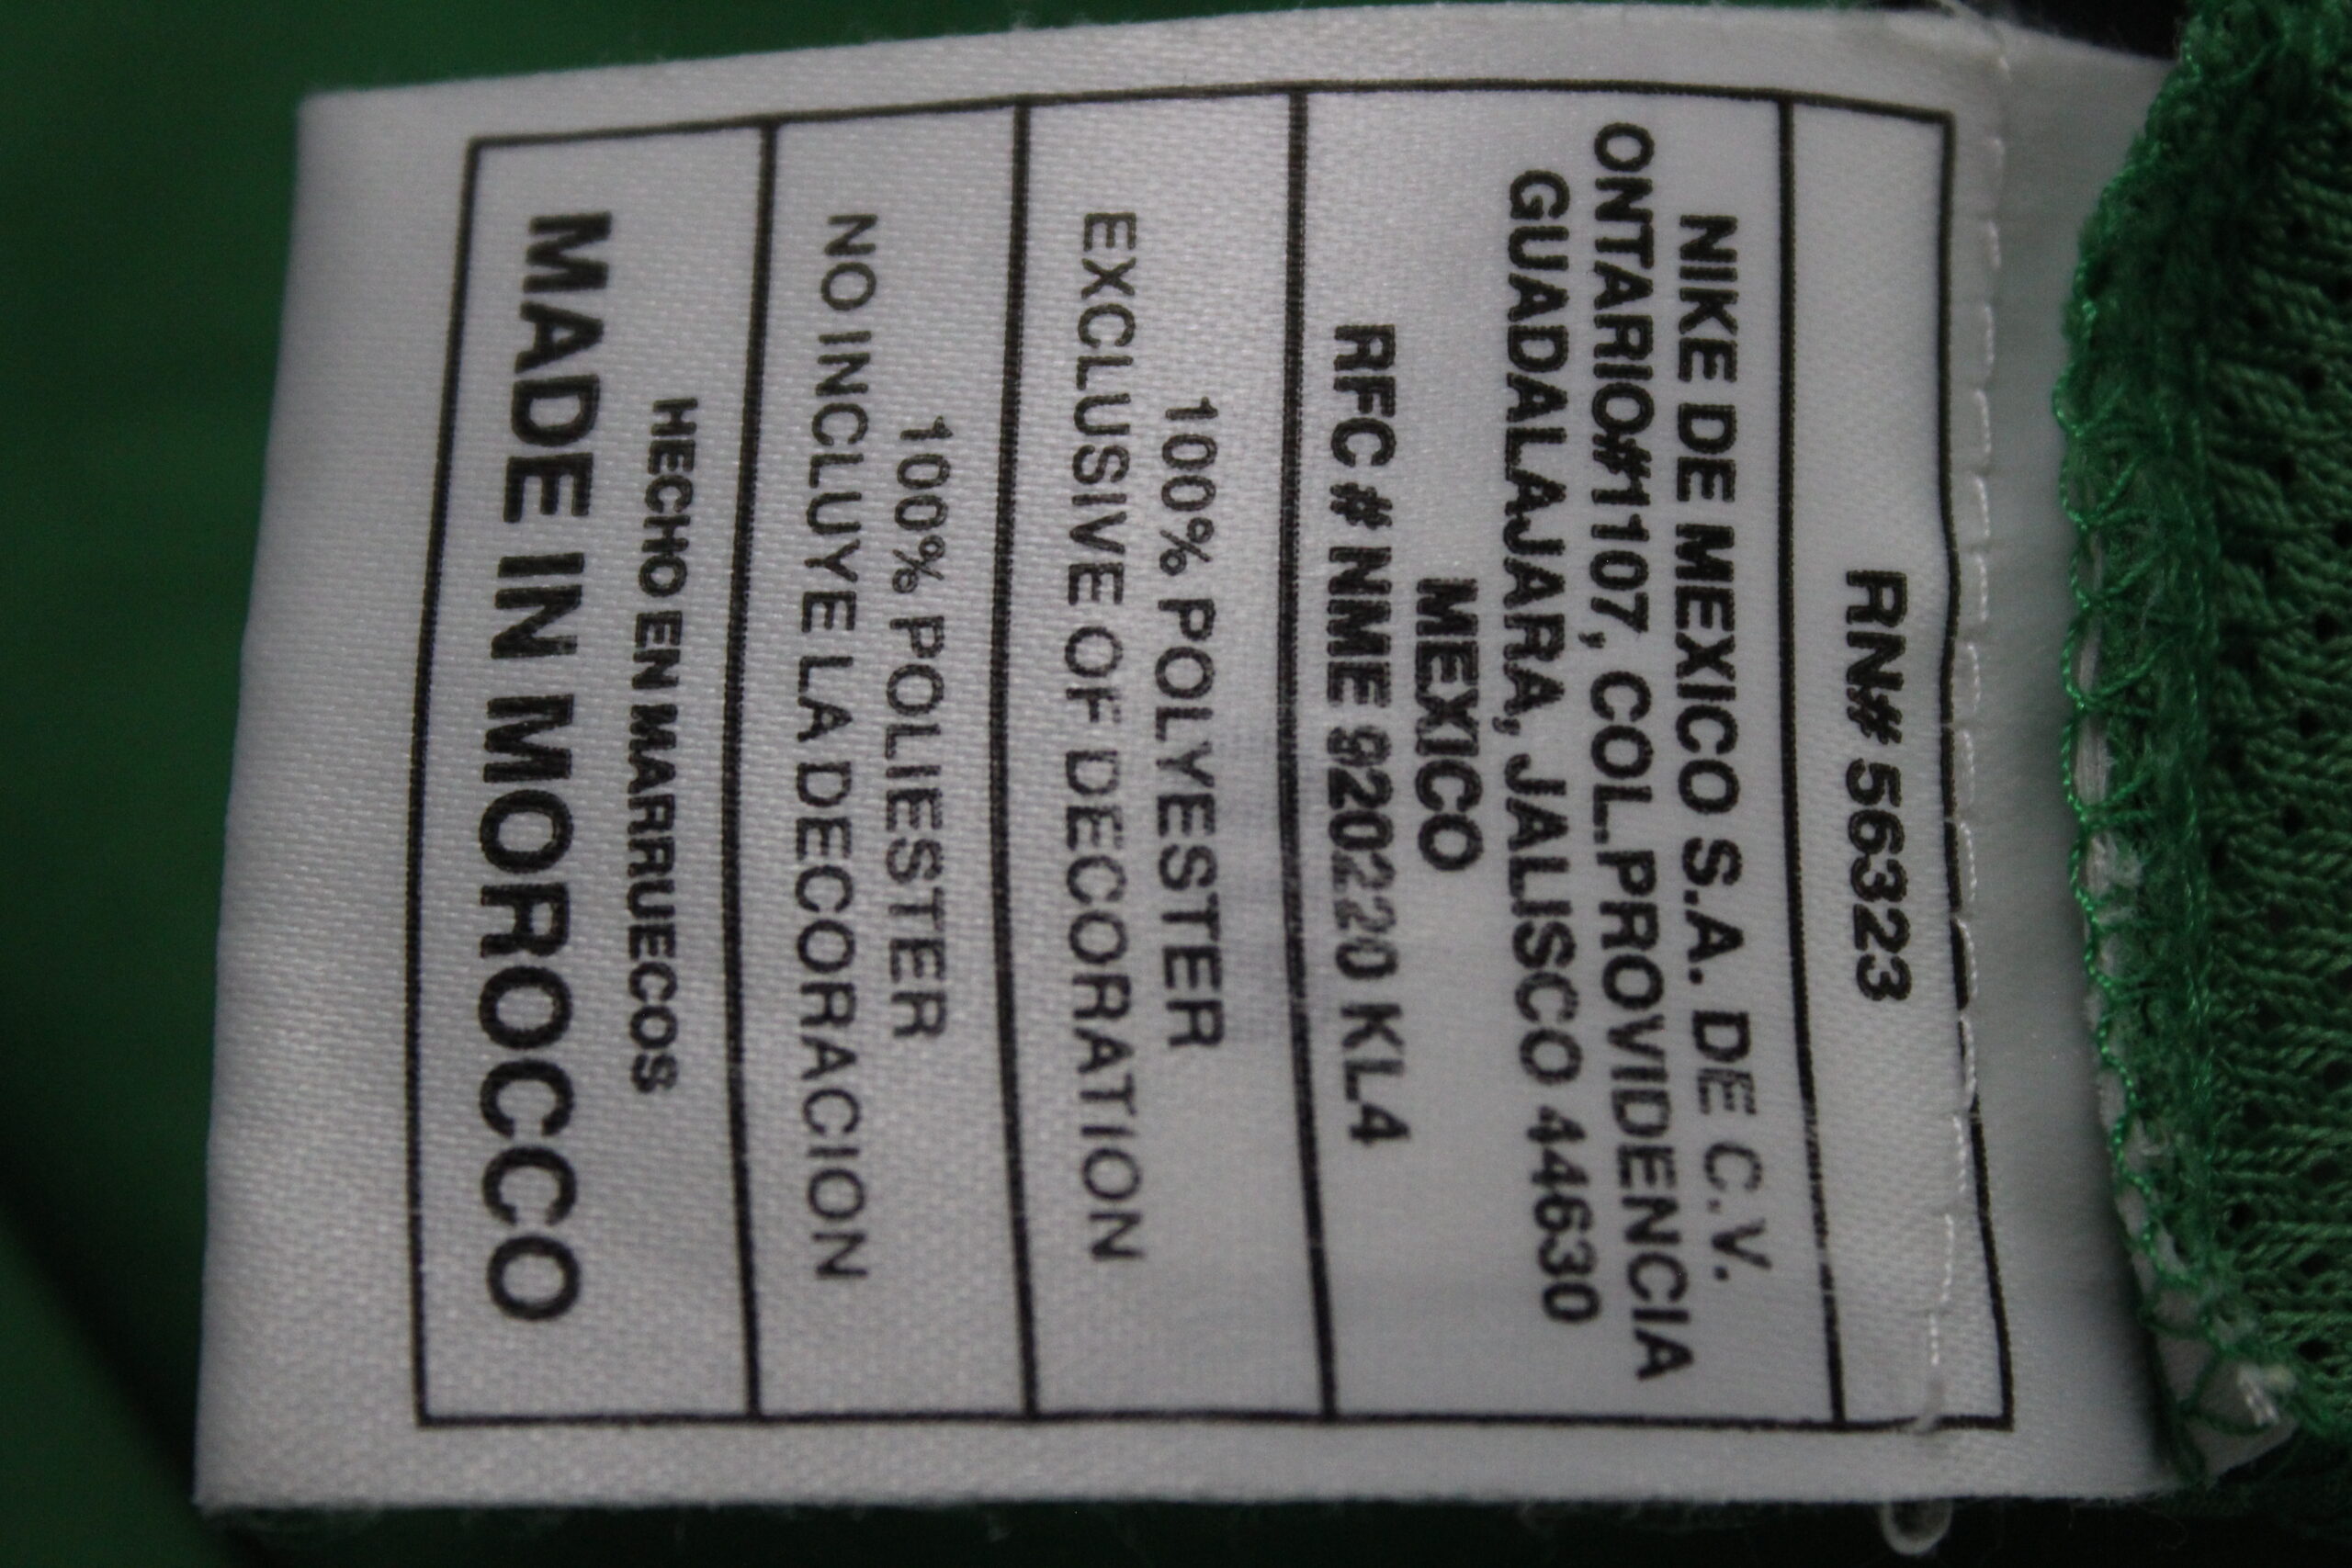 RN# 56323
NIKE DE MEXICO S.A. DE C.V.
ONTARIO#1107, COL.PROVIDENCIA
GUADALAJARA, JALISCO 44630
MEXICO
RFC # NME 920220 KL4
100% POLYESTER
EXCLUSIVE OF DECORATION
100% POLIESTER
NO INCLUYE LA DECORACION
HECHO EN MARRUECOS
MADE IN MOROCCO